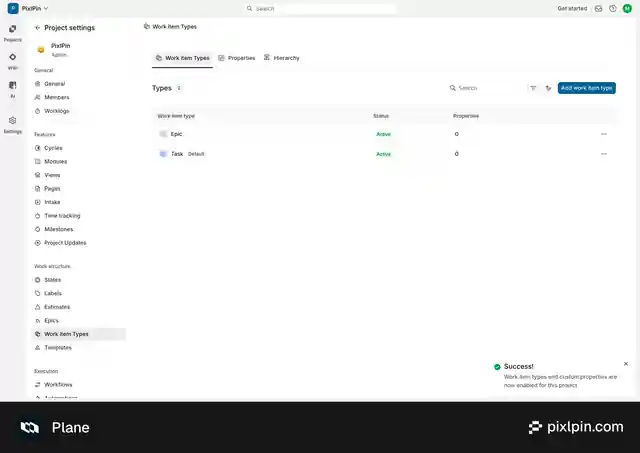 P PixlPin
Search
Get started
M
Projects
Wiki
AI
Settings
Project settings
PixlPin
Admin
General
General
Members
Worklogs
Features
Cycles
Modules
Views
Pages
Intake
Time tracking
Milestones
Project Updates
Work structure
States
Labels
Estimates
Epics
Work item Types
Templates
Execution
Workflows
Automations
Work item Types
Work item Types Properties Hierarchy
Types 2
Search
Add work item type
Work item type Status Properties
Epic Active 0
Task Default Active 0
Success!
Work item types and custom properties are
now enabled for this project
Plane
pixlpin.com